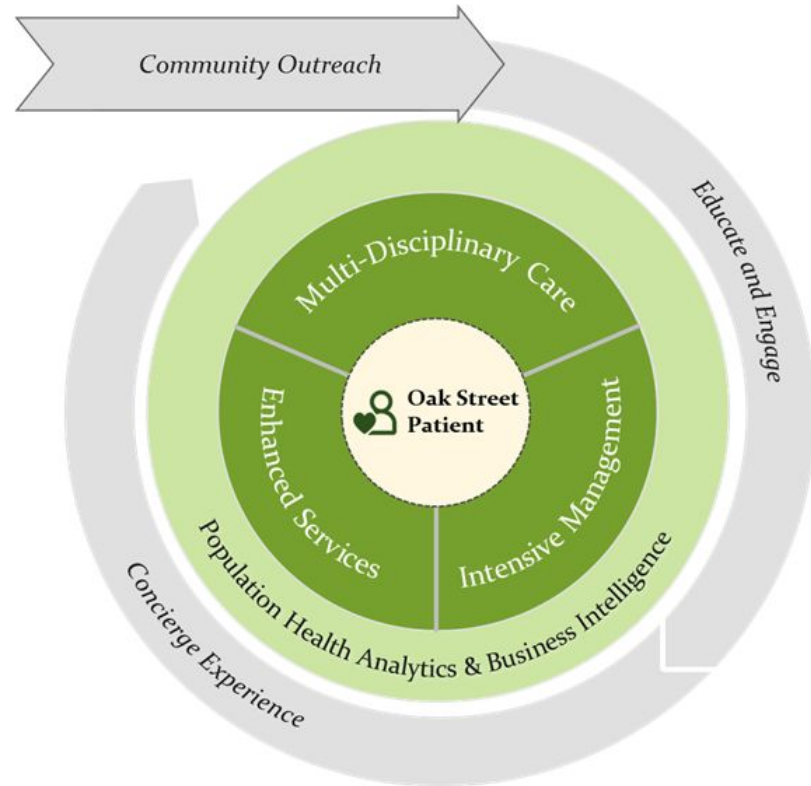 Community Outreach
Educate and Engage
Multi-Disciplinary Care
Oak Street
Patient
Enhanced Services
Intensive Management
Population Health Analytics & Business Intelligence
Concierge Experience